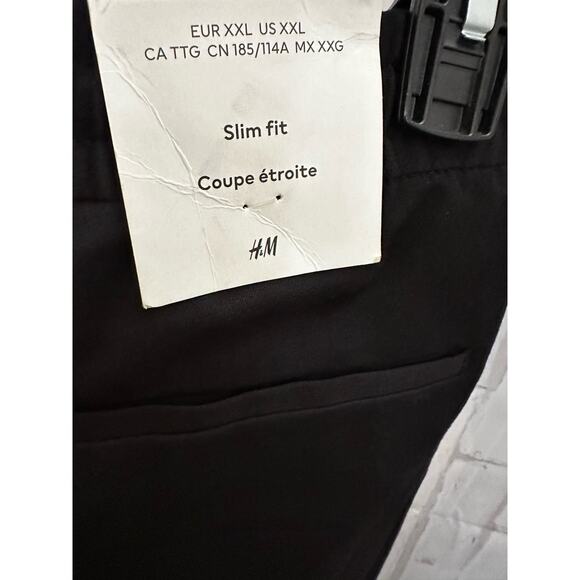 EUR XXL US XXL
CA TTG CN 185/114A MX XXG
Slim fit
Coupe étroite
H&M